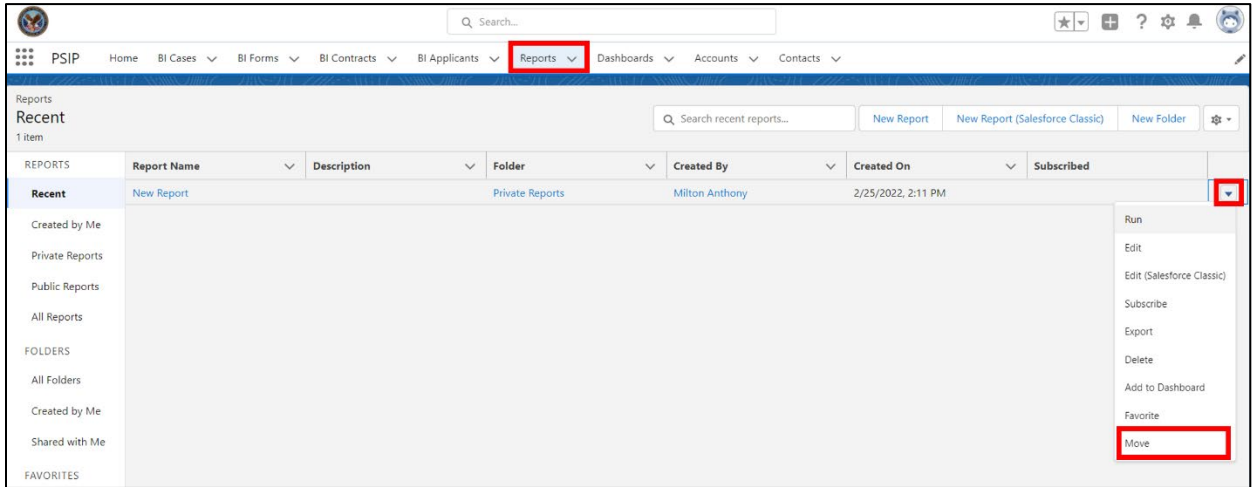 Search...
?
PSIP Home BI Cases BI Forms BI Contracts BI Applicants Reports Dashboards Accounts Contacts
Reports
Recent
1 item
Search recent reports...
New Report
New Report (Salesforce Classic)
New Folder
REPORTS Report Name Description Folder Created By Created On Subscribed
Recent New Report Private Reports Milton Anthony 2/25/2022, 2:11 PM
Created by Me
Private Reports
Public Reports
All Reports
FOLDERS
All Folders
Created by Me
Shared with Me
FAVORITES
Run
Edit
Edit (Salesforce Classic)
Subscribe
Export
Delete
Add to Dashboard
Favorite
Move